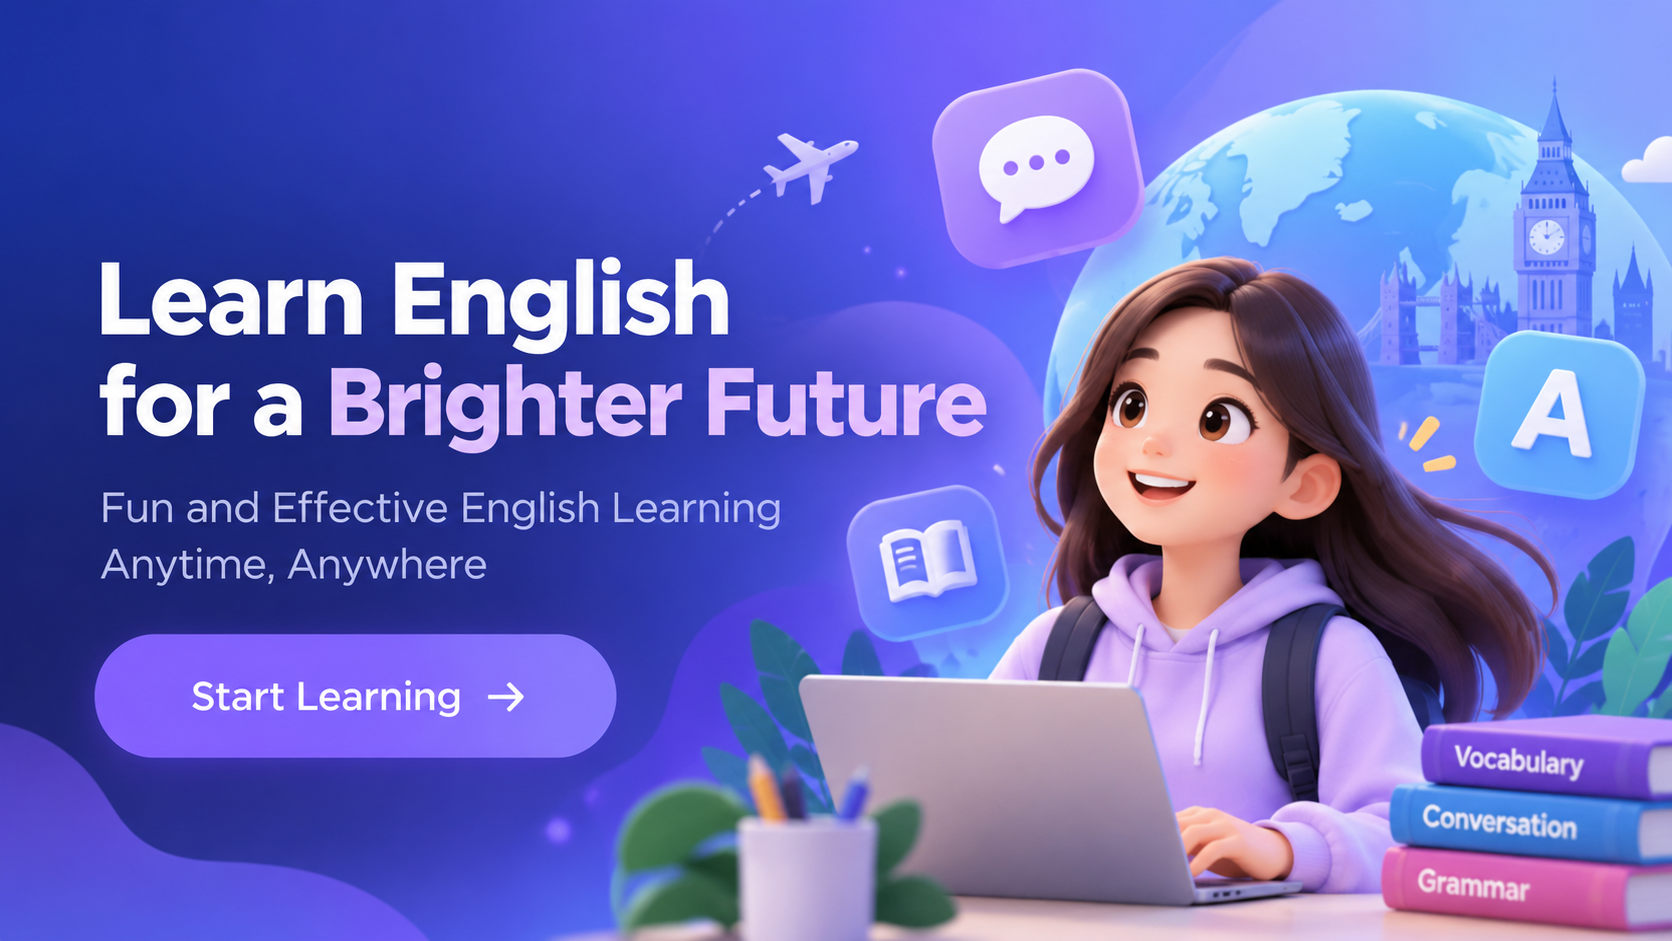 Learn English
for a Brighter Future
Fun and Effective English Learning
Anytime, Anywhere
Start Learning →
A
Vocabulary
Conversation
Grammar